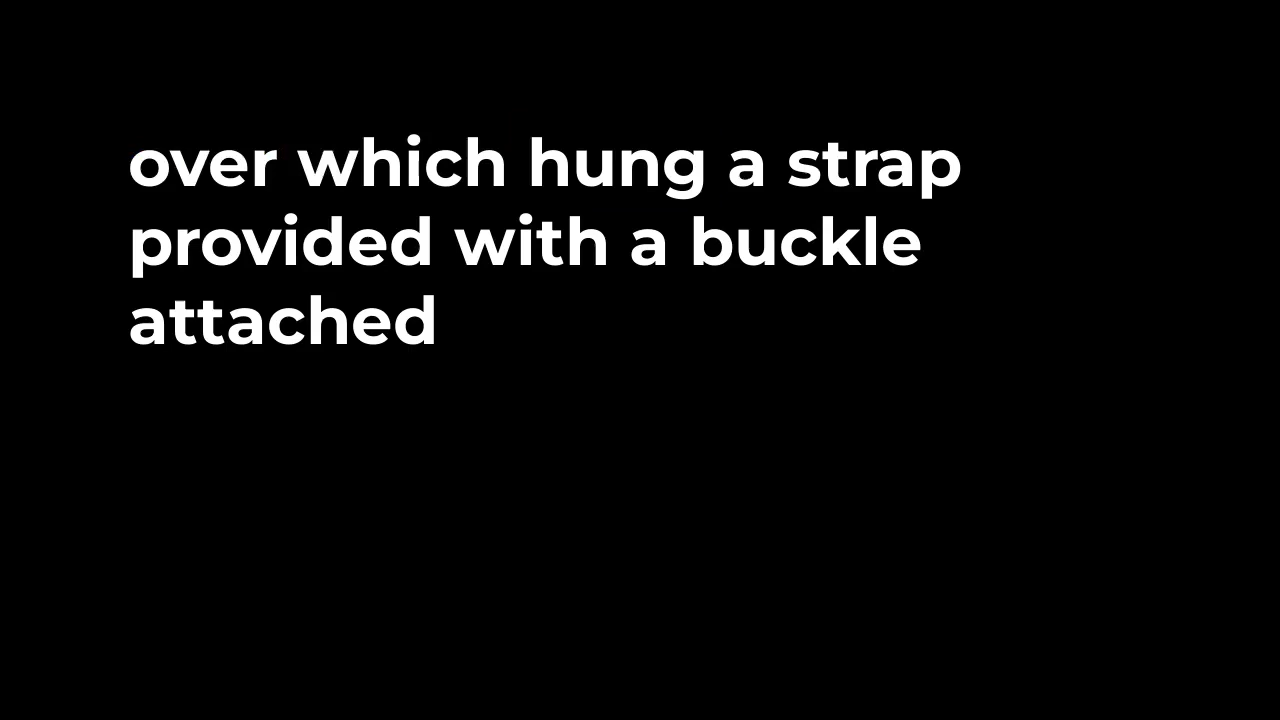 over which hung a strap
provided with a buckle
attached